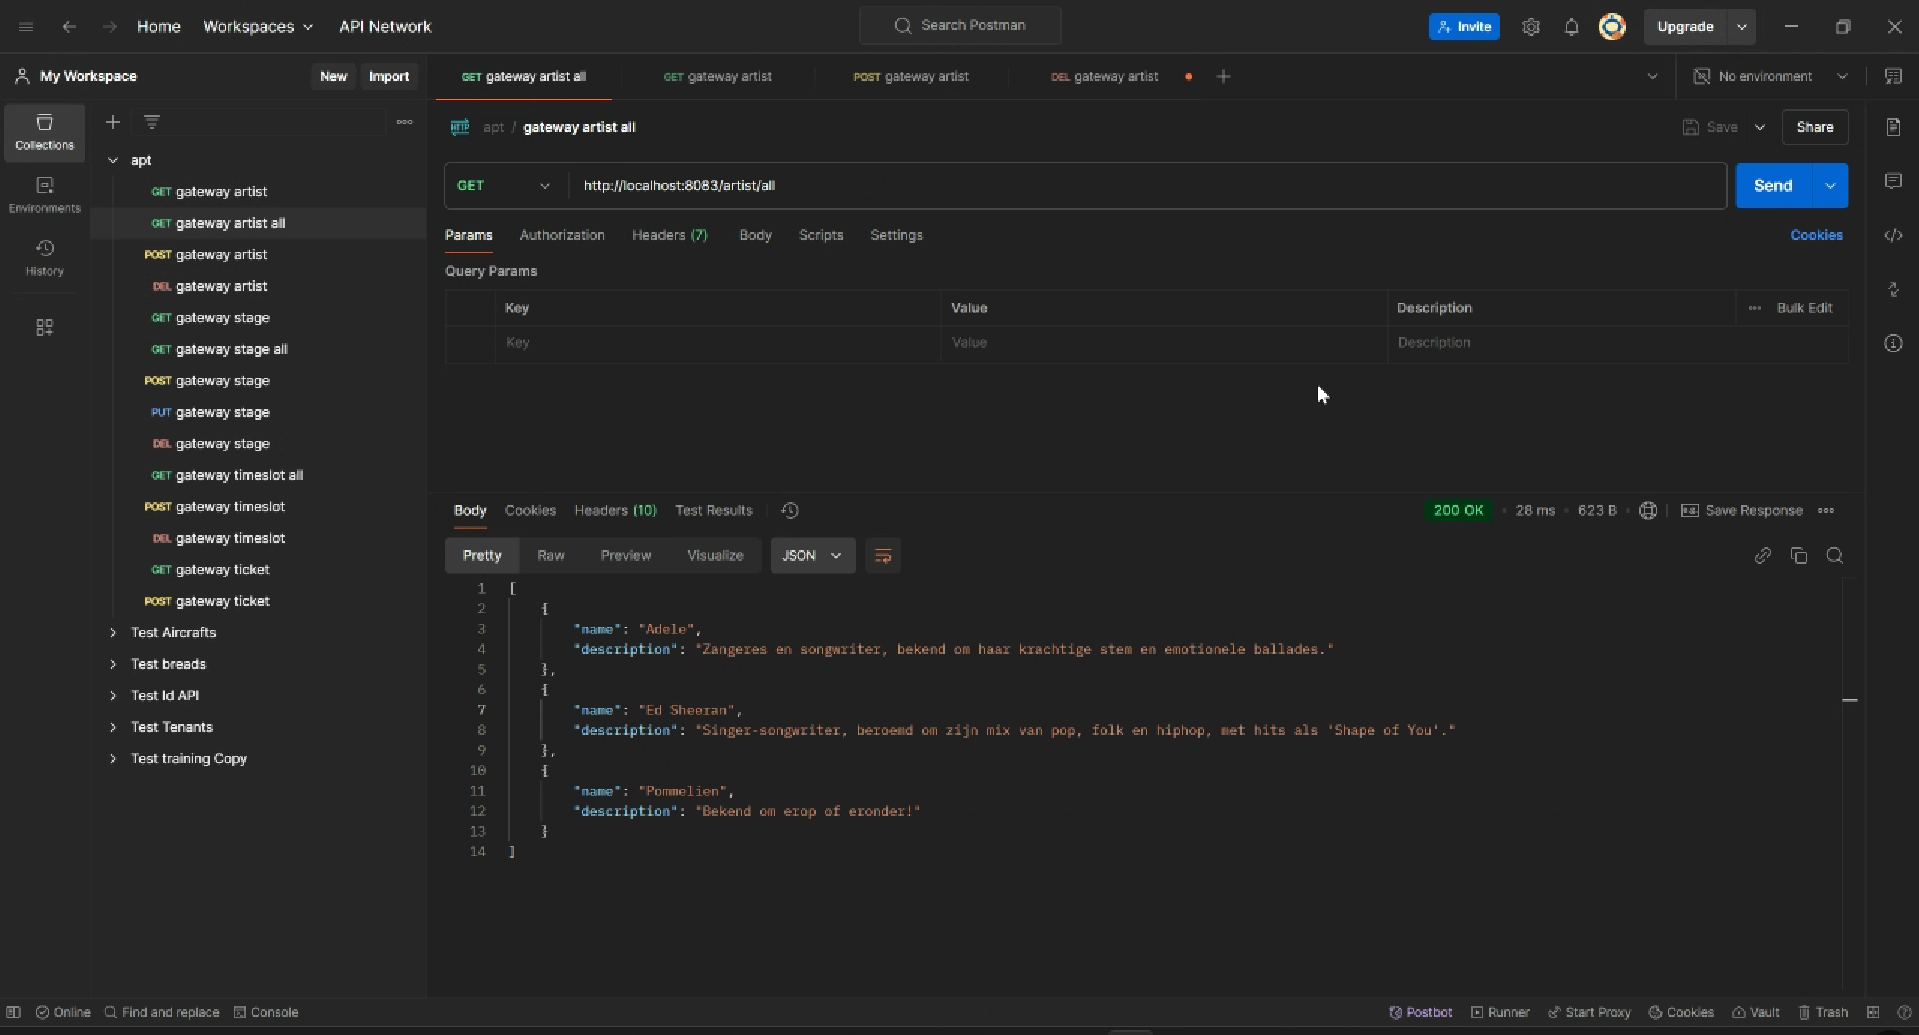 Home Workspaces API Network Search Postman Invite Upgrade
My Workspace New Import GET gateway artist all GET gateway artist POST gateway artist DEL gateway artist No environment
Collections
Environments
History
apt
GET gateway artist
GET gateway artist all
POST gateway artist
DEL gateway artist
GET gateway stage
GET gateway stage all
POST gateway stage
PUT gateway stage
DEL gateway stage
GET gateway timeslot all
POST gateway timeslot
DEL gateway timeslot
GET gateway ticket
POST gateway ticket
Test Aircrafts
Test breads
Test Id API
Test Tenants
Test training Copy
HTTP apt / gateway artist all Save Share
GET http://localhost:8083/artist/all Send
Params Authorization Headers (7) Body Scripts Settings Cookies
Query Params
Key Value Description Bulk Edit
Key Value Description
Body Cookies Headers (10) Test Results 200 OK 28 ms 623 B Save Response
Pretty Raw Preview Visualize JSON
1 [
2 {
3 "name": "Adele",
4 "description": "Zangeres en songwriter, bekend om haar krachtige stem en emotionele ballades."
5 },
6 {
7 "name": "Ed Sheeran",
8 "description": "Singer-songwriter, beroemd om zijn mix van pop, folk en hiphop, met hits als 'Shape of You'."
9 },
10 {
11 "name": "Pommelien",
12 "description": "Bekend om erop of eronder!"
13 }
14 ]
Online Find and replace Console Postbot Runner Start Proxy Cookies Vault Trash